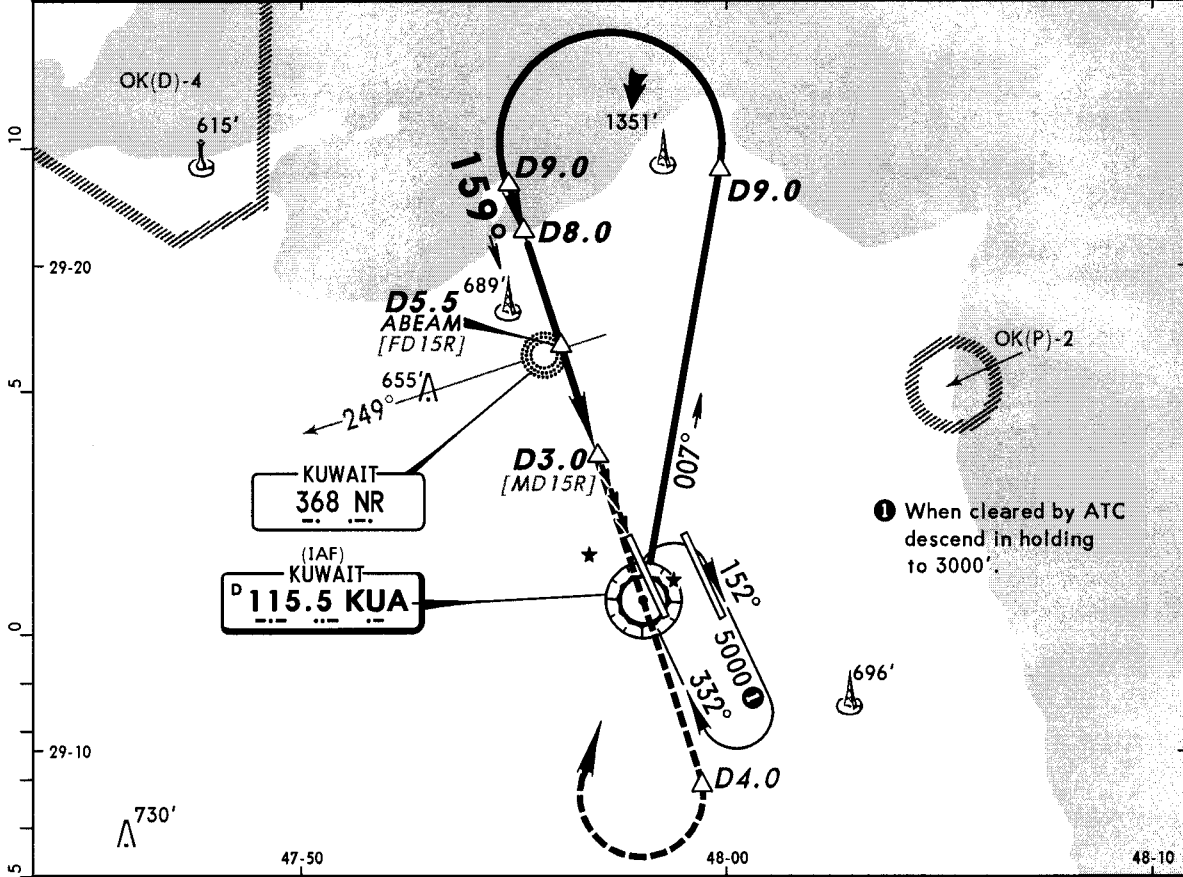 OK(D)-4
615'
1351'
10
159°
D9.0
D9.0
D8.0
29-20
689'
D5.5
ABEAM
[FD15R]
OK(P)-2
655'
5
249°
007°
D3.0
[MD15R]
KUWAIT
368 NR
❶ When cleared by ATC
descend in holding
to 3000'.
(IAF)
KUWAIT
D 115.5 KUA
152°
0
5000 ❶
332°
696'
29-10
D4.0
730'
5
47-50
48-00
48-10